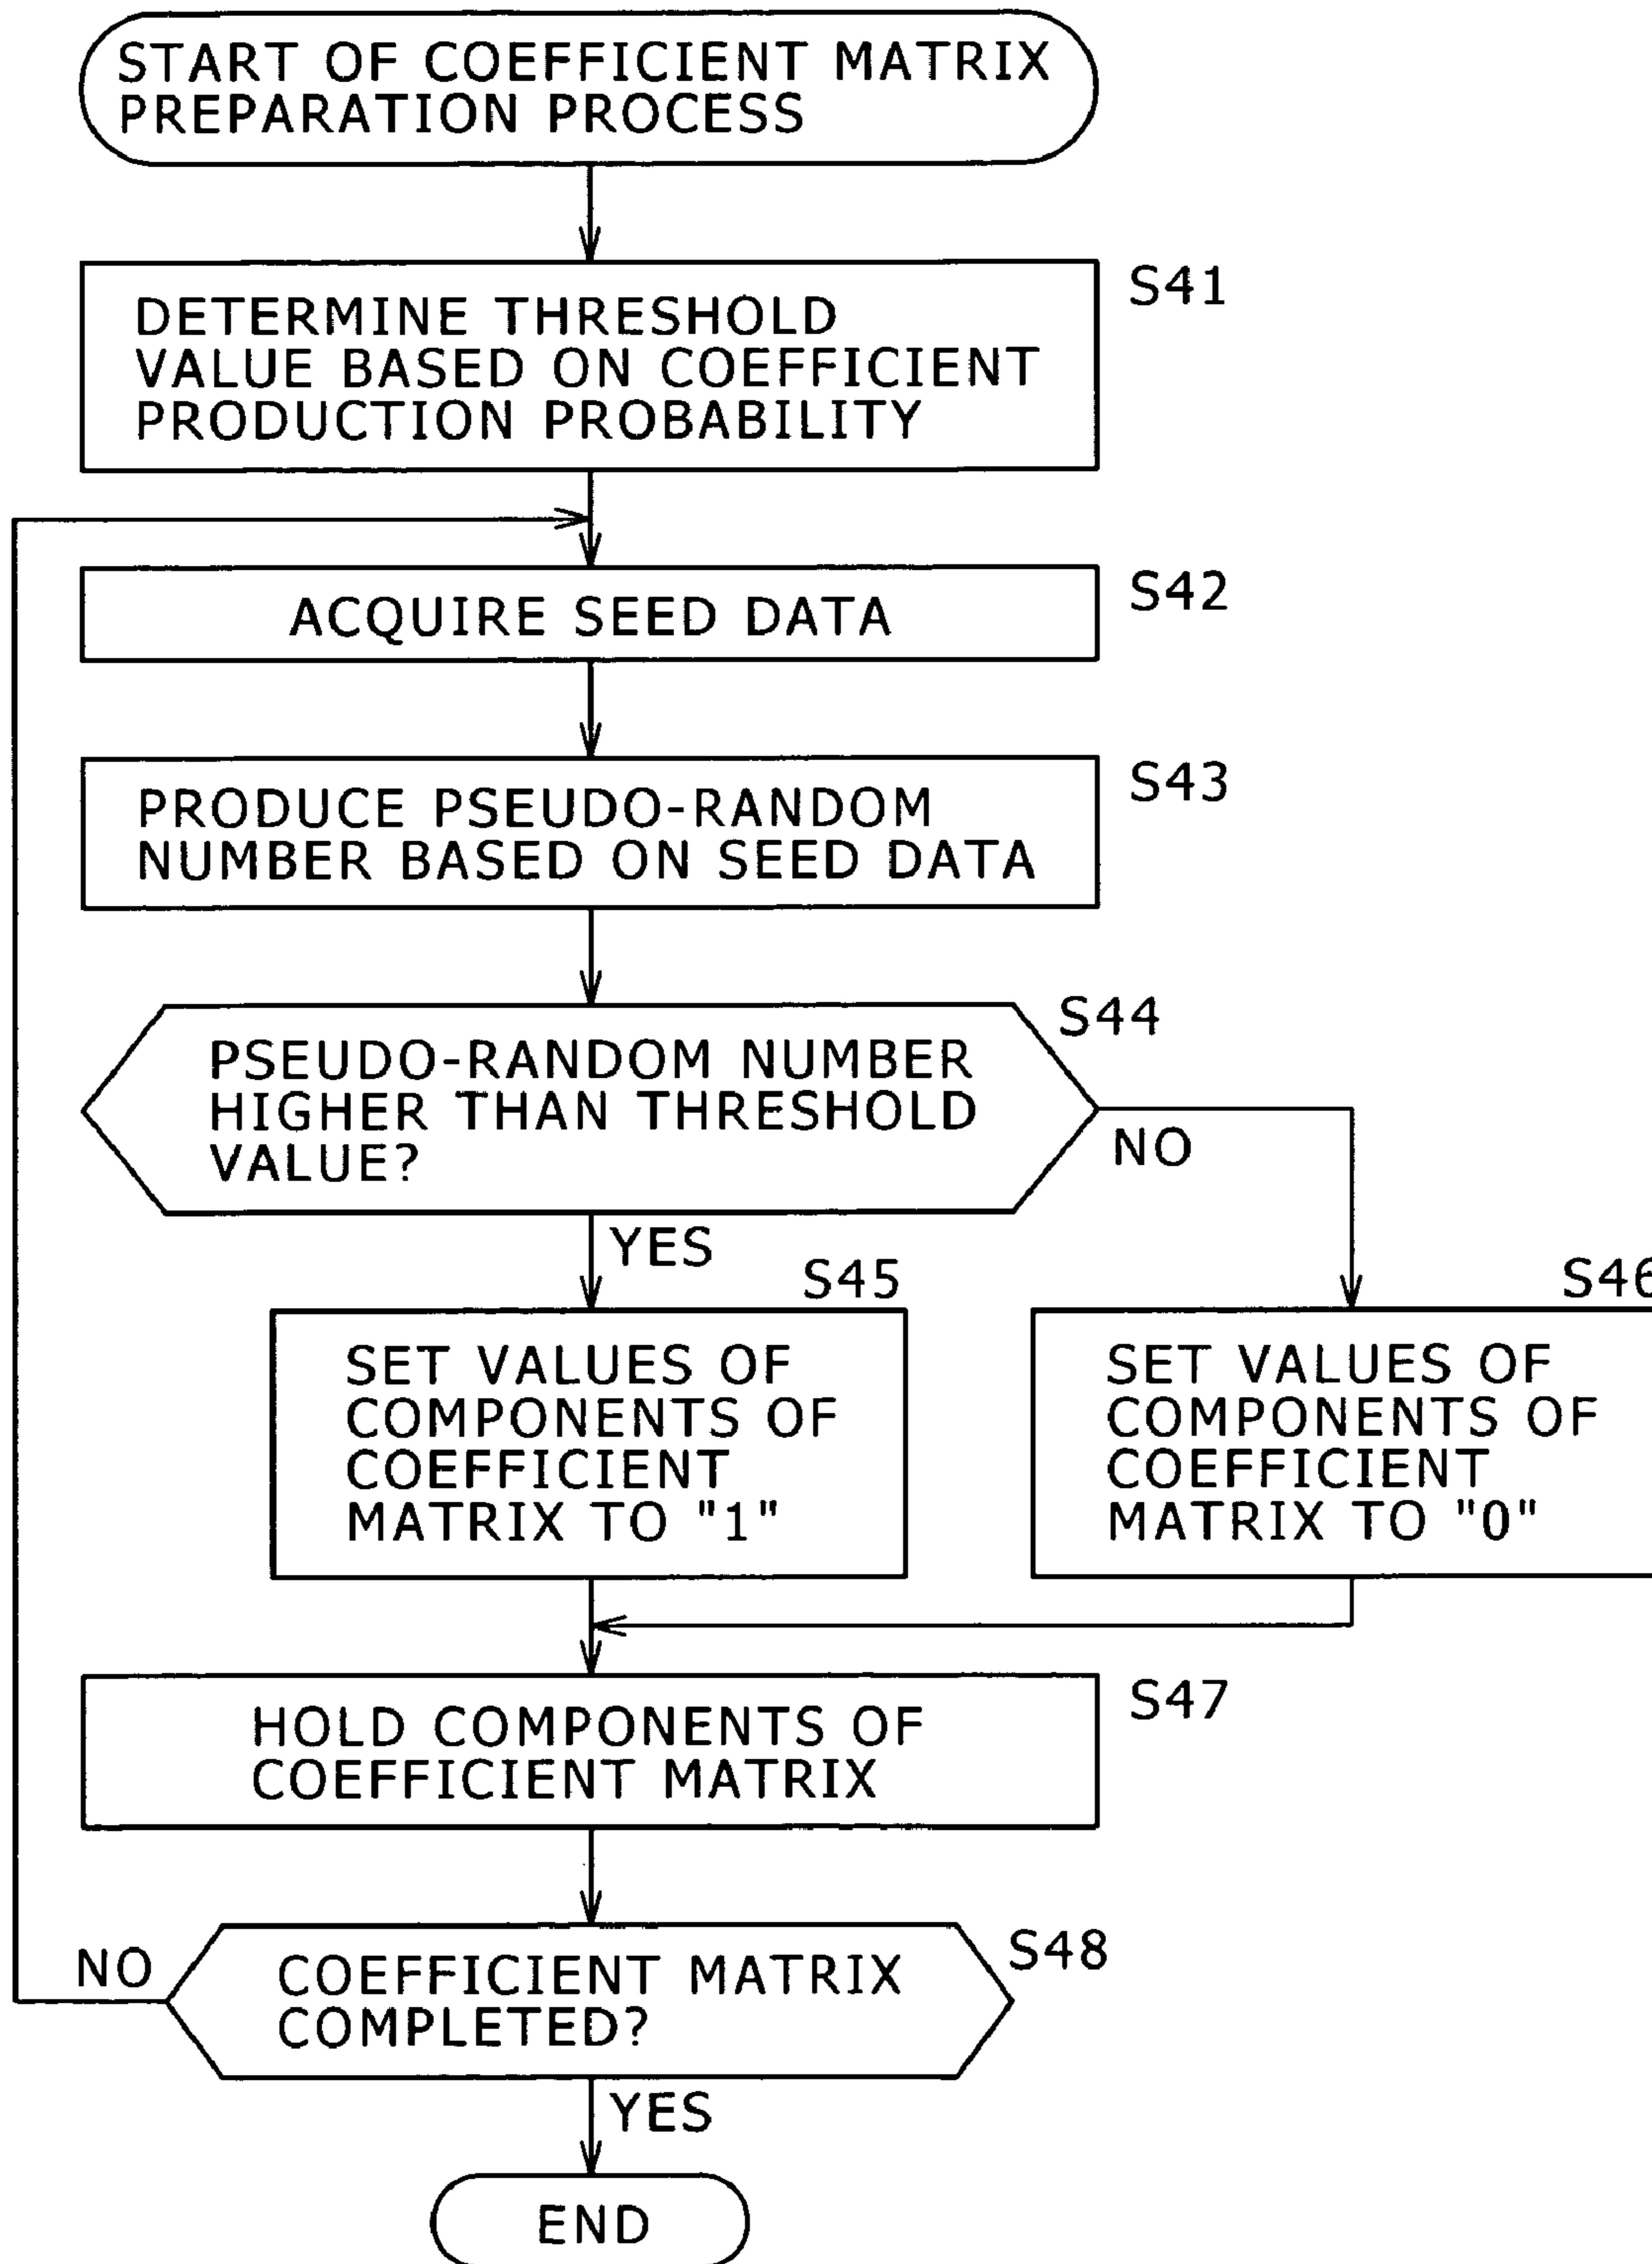 START OF COEFFICIENT MATRIX
PREPARATION PROCESS
S41
DETERMINE THRESHOLD
VALUE BASED ON COEFFICIENT
PRODUCTION PROBABILITY
S42
ACQUIRE SEED DATA
S43
PRODUCE PSEUDO-RANDOM
NUMBER BASED ON SEED DATA
S44
PSEUDO-RANDOM NUMBER
HIGHER THAN THRESHOLD
VALUE?
NO
YES
S45
SET VALUES OF
COMPONENTS OF
COEFFICIENT
MATRIX TO "1"
S46
SET VALUES OF
COMPONENTS OF
COEFFICIENT
MATRIX TO "0"
S47
HOLD COMPONENTS OF
COEFFICIENT MATRIX
S48
NO
COEFFICIENT MATRIX
COMPLETED?
YES
END